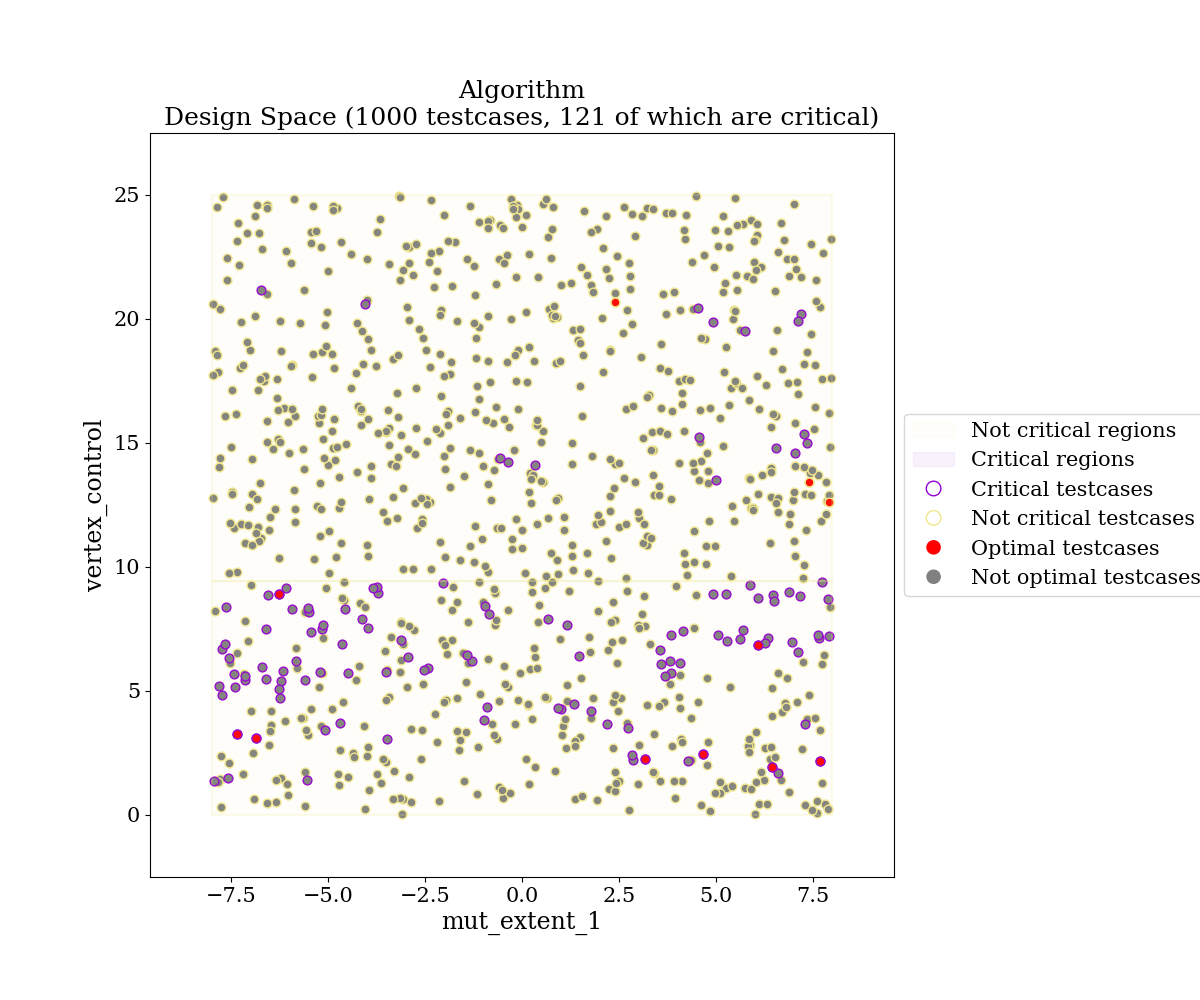 Algorithm
Design Space (1000 testcases, 121 of which are critical)
25
20
15
10
5
0
vertex_control
−7.5
−5.0
−2.5
0.0
2.5
5.0
7.5
mut_extent_1
Not critical regions
Critical regions
Critical testcases
Not critical testcases
Optimal testcases
Not optimal testcases